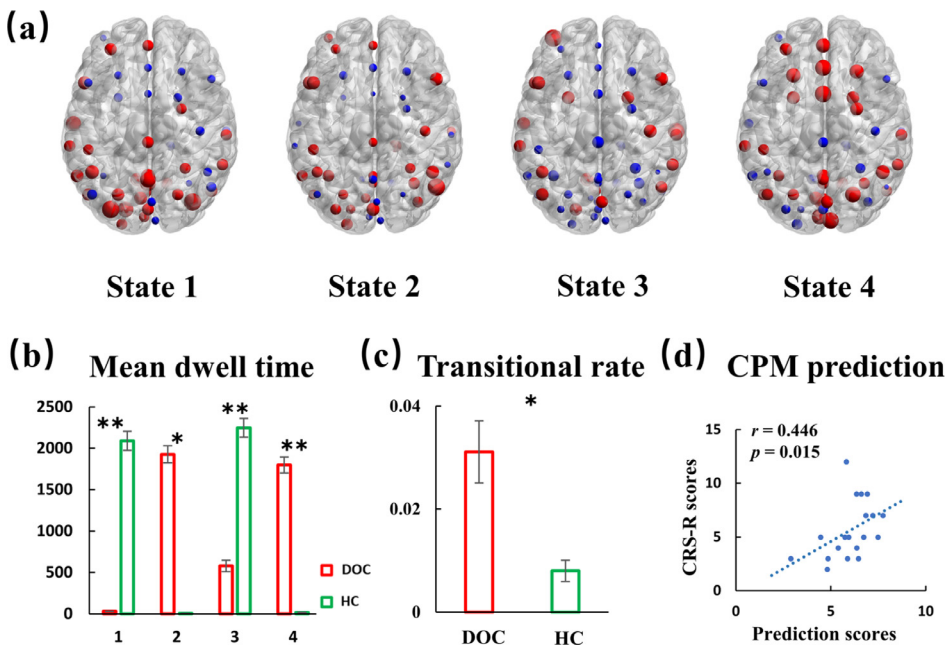 (a)
State 1 State 2 State 3 State 4
(b) Mean dwell time
2500
2000
1500
1000
500
0
** * ** **
1 2 3 4
DOC
HC
(c) Transitional rate
*
0.04
0.02
0
DOC HC
(d) CPM prediction
r = 0.446
p = 0.015
CRS-R scores
15
10
5
0
0 5 10
Prediction scores